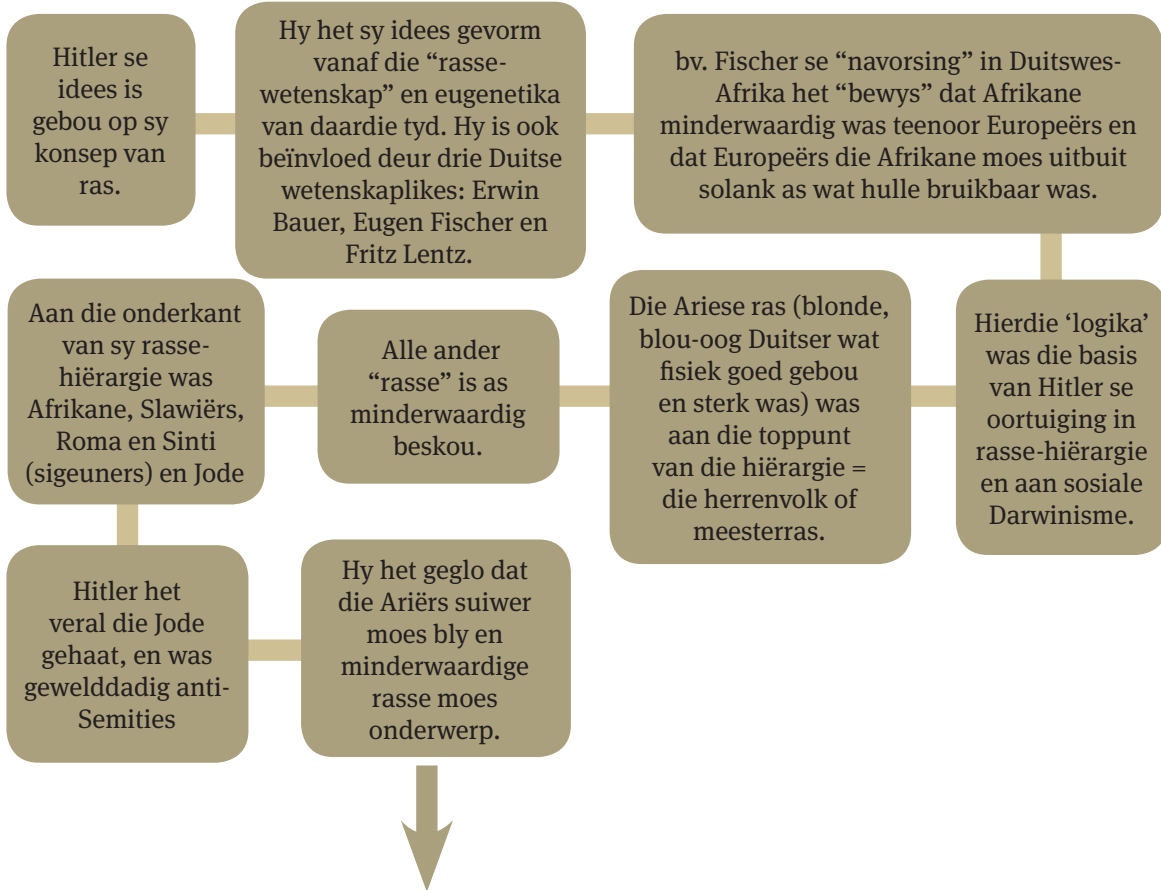 Hitler se
idees is
gebou op sy
konsep van
ras.
Hy het sy idees gevorm
vanaf die “rasse-
wetenskap” en eugenetika
van daardie tyd. Hy is ook
beïnvloed deur drie Duitse
wetenskaplikes: Erwin
Bauer, Eugen Fischer en
Fritz Lentz.
bv. Fischer se “navorsing” in Duitswes-
Afrika het “bewys” dat Afrikane
minderwaardig was teenoor Europeërs en
dat Europeërs die Afrikane moes uitbuit
solank as wat hulle bruikbaar was.
Hierdie ‘logika’
was die basis
van Hitler se
oortuiging in
rasse-hiërargie
en aan sosiale
Darwinisme.
Die Ariese ras (blonde,
blou-oog Duitser wat
fisiek goed gebou
en sterk was) was
aan die toppunt
van die hiërargie =
die herrenvolk of
meesterras.
Alle ander
“rasse” is as
minderwaardig
beskou.
Aan die onderkant
van sy rasse-
hiërargie was
Afrikane, Slawiërs,
Roma en Sinti
(sigeuners) en Jode
Hitler het
veral die Jode
gehaat, en was
gewelddadig anti-
Semities
Hy het geglo dat
die Ariërs suiwer
moes bly en
minderwaardige
rasse moes
onderwerp.